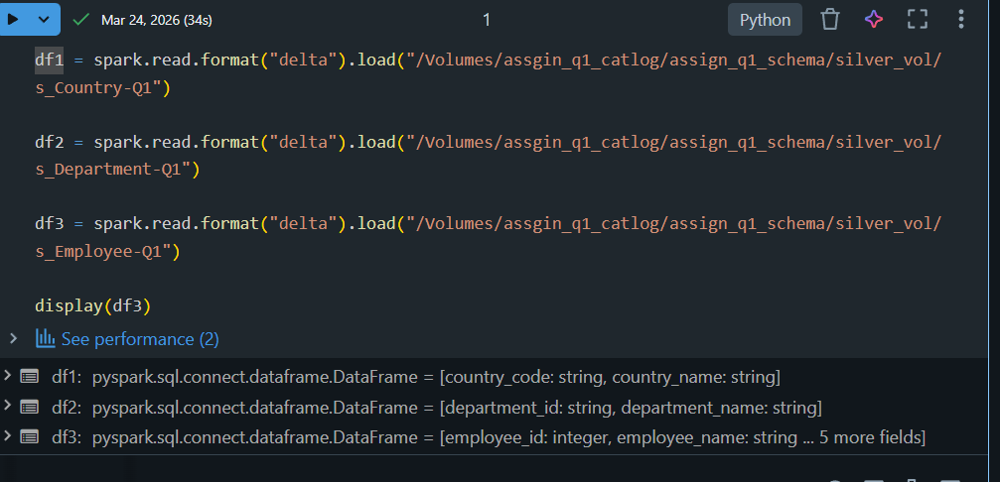 Mar 24, 2026 (34s)
1
Python
df1 = spark.read.format("delta").load("/Volumes/assgin_q1_catlog/assign_q1_schema/silver_vol/
s_Country-Q1")
df2 = spark.read.format("delta").load("/Volumes/assgin_q1_catlog/assign_q1_schema/silver_vol/
s_Department-Q1")
df3 = spark.read.format("delta").load("/Volumes/assgin_q1_catlog/assign_q1_schema/silver_vol/
s_Employee-Q1")
display(df3)
See performance (2)
df1: pyspark.sql.connect.dataframe.DataFrame = [country_code: string, country_name: string]
df2: pyspark.sql.connect.dataframe.DataFrame = [department_id: string, department_name: string]
df3: pyspark.sql.connect.dataframe.DataFrame = [employee_id: integer, employee_name: string ... 5 more fields]